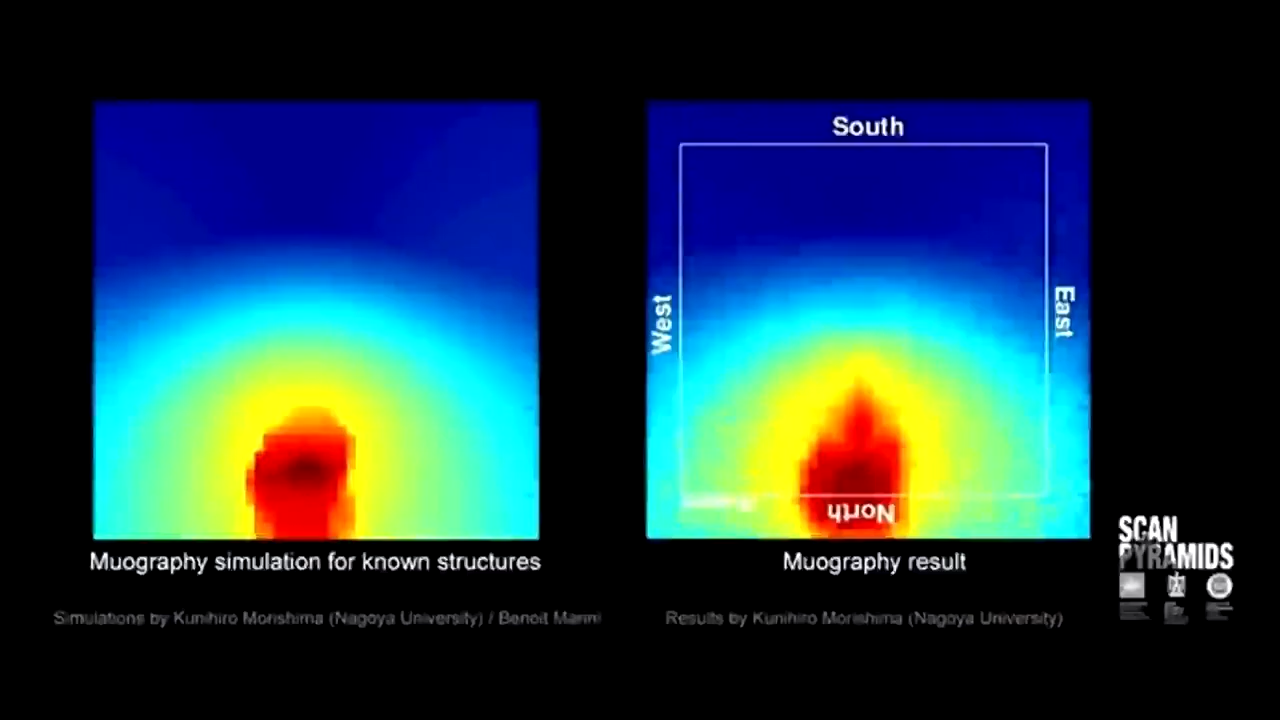 South
West
East
North
Muography simulation for known structures
Muography result
SCAN
PYRAMIDS
Simulations by Kunihiro Morishima (Nagoya University) / Benoit Marini
Results by Kunihiro Morishima (Nagoya University)